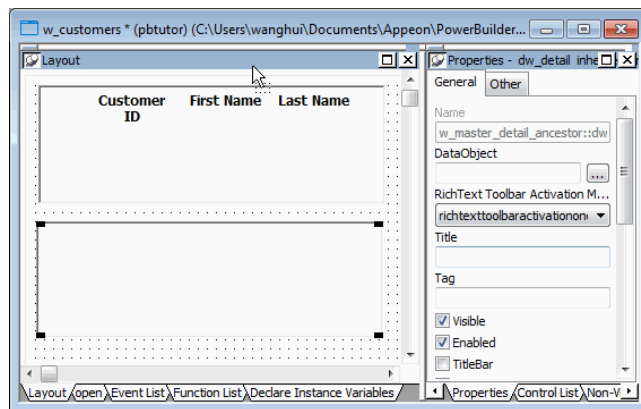 w_customers * (pbtutor) (C:\Users\wanghui\Documents\Appeon\PowerBuilder...
Layout
Customer ID
First Name
Last Name
Layout
open
Event List
Function List
Declare Instance Variables
Properties - dw_detail inhe
General
Other
Name
w_master_detail_ancestor::dw
DataObject
...
RichText Toolbar Activation M...
richtexttoolbaractivationon
Title
Tag
Visible
Enabled
TitleBar
Properties
Control List
Non-V